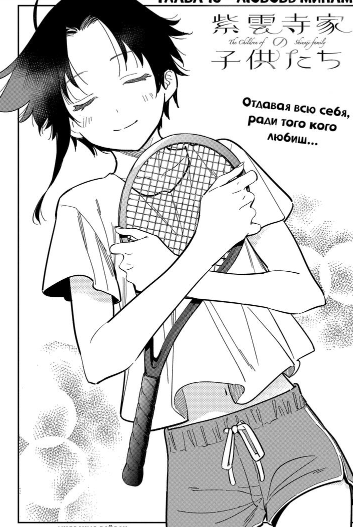 紫雲寺家
The Children of の Shiunji family
子供たち
Отдавая всю себя,
ради того кого
любиш...